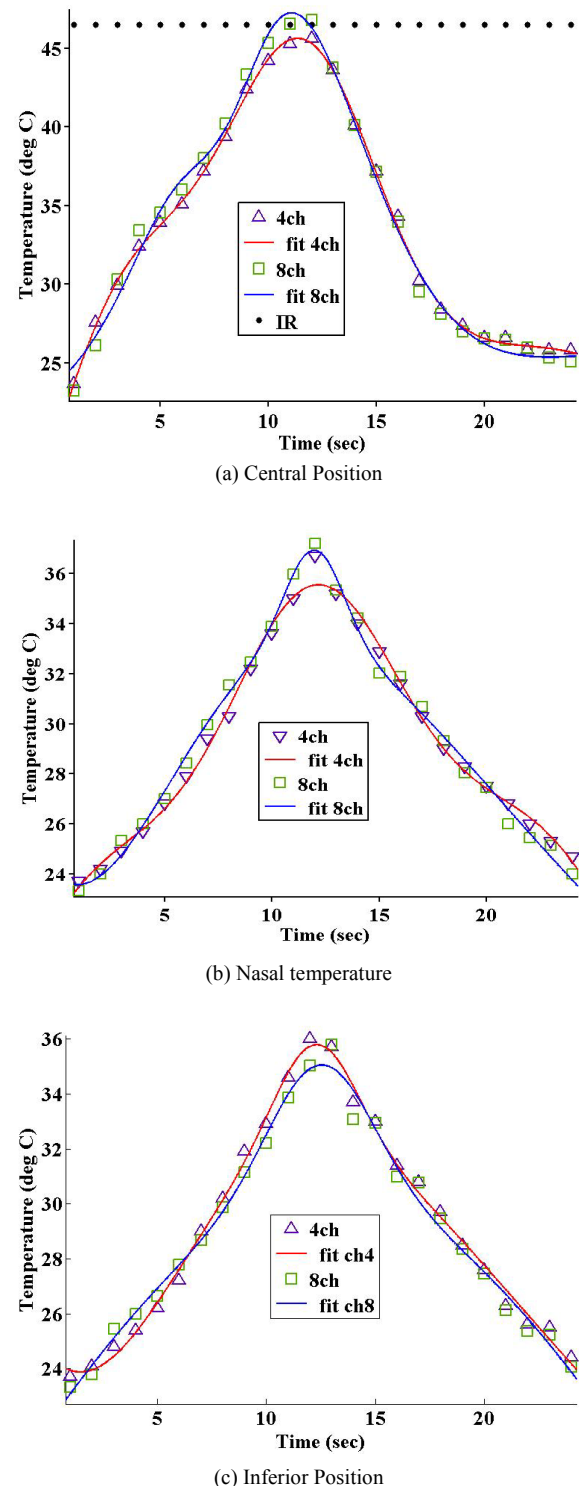 45
40
35
30
25
Temperature (deg C)
4ch
fit 4ch
8ch
fit 8ch
IR
5 10 15 20
Time (sec)
(a) Central Position
36
34
32
30
28
26
24
Temperature (deg C)
4ch
fit 4ch
8ch
fit 8ch
5 10 15 20
Time (sec)
(b) Nasal temperature
36
34
32
30
28
26
24
Temperature (deg C)
4ch
fit ch4
8ch
fit ch8
5 10 15 20
Time (sec)
(c) Inferior Position